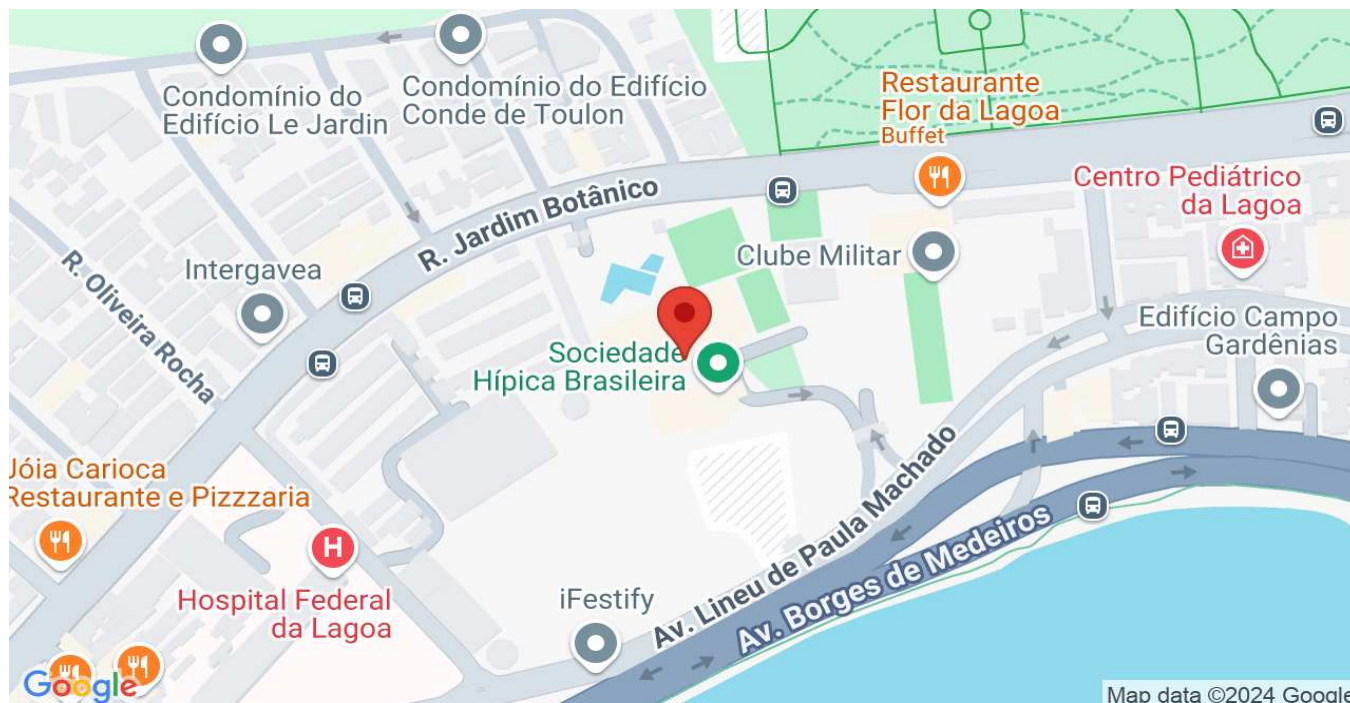 Condomínio do
Edifício Le Jardin
Condomínio do Edifício
Conde de Toulon
Restaurante
Flor da Lagoa
Buffet
Centro Pediátrico
da Lagoa
R. Jardim Botânico
Clube Militar
Intergavea
R. Oliveira Rocha
Edifício Campo
Gardênias
Sociedade
Hípica Brasileira
Jóia Carioca
Restaurante e Pizzzaria
H
Hospital Federal
da Lagoa
iFestify
Av. Lineu de Paula Machado
Av. Borges de Medeiros
Google
Map data ©2024 Google